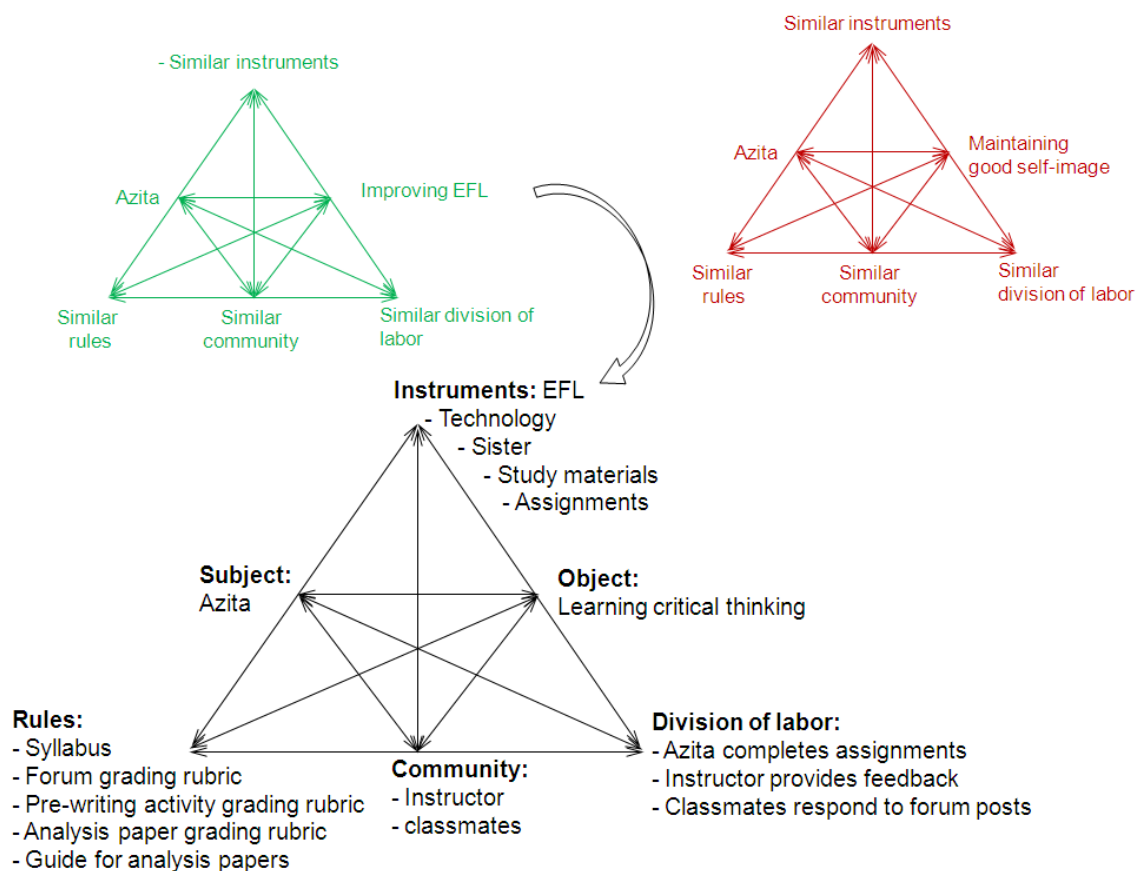 - Similar instruments
Azita
Improving EFL
Similar
rules
Similar
community
Similar division of
labor
Similar instruments
Azita
Maintaining
good self-image
Similar
rules
Similar
community
Similar
division of labor
Instruments: EFL
- Technology
- Sister
- Study materials
- Assignments
Subject:
Azita
Object:
Learning critical thinking
Rules:
- Syllabus
- Forum grading rubric
- Pre-writing activity grading rubric
- Analysis paper grading rubric
- Guide for analysis papers
Community:
- Instructor
- classmates
Division of labor:
- Azita completes assignments
- Instructor provides feedback
- Classmates respond to forum posts